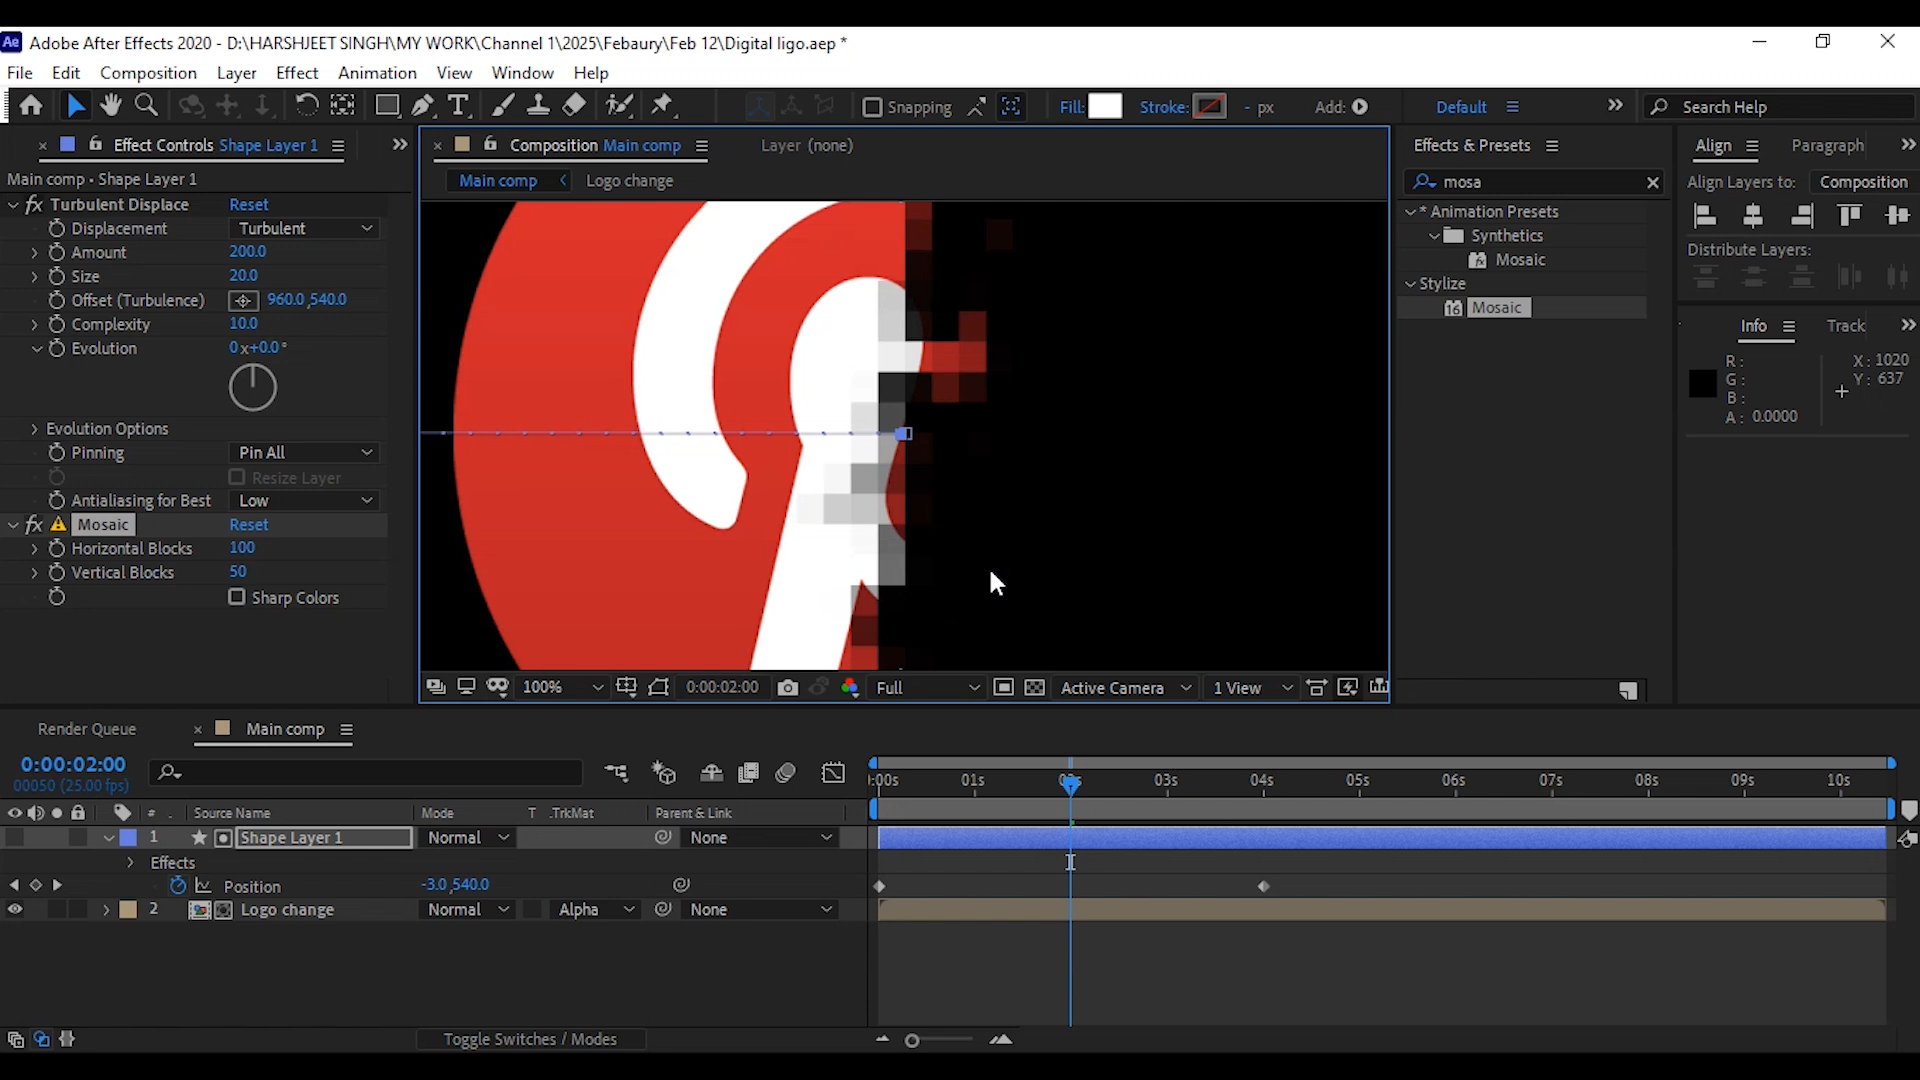 Ae Adobe After Effects 2020 - D:\HARSHJEET SINGH\MY WORK\Channel 1\2025\Febaury\Feb 12\Digital ligo.aep *
File Edit Composition Layer Effect Animation View Window Help
Snapping Fill: Stroke: - px Add: Default Search Help
Effect Controls Shape Layer 1
Composition Main comp Layer (none)
Effects & Presets
Align Paragraph
Main comp • Shape Layer 1
Main comp Logo change
mosa
Align Layers to: Composition
fx Turbulent Displace Reset
Displacement Turbulent
Amount 200.0
Size 20.0
Offset (Turbulence) 960.0,540.0
Complexity 10.0
Evolution 0x+0.0°
Evolution Options
Pinning Pin All
Resize Layer
Antialiasing for Best Low
fx Mosaic Reset
Horizontal Blocks 100
Vertical Blocks 50
Sharp Colors
* Animation Presets
Synthetics
Mosaic
Stylize
Mosaic
Distribute Layers:
Info Track
R: X: 1020
G: Y: 637
B:
A: 0.0000
100% 0:00:02:00 Full Active Camera 1 View
Render Queue Main comp
0:00:02:00
00050 (25.00 fps)
:00s 01s 02s 03s 04s 05s 06s 07s 08s 09s 10s
# Source Name Mode T .TrkMat Parent & Link
1 Shape Layer 1 Normal None
Effects
Position -3.0,540.0
2 Logo change Normal Alpha None
Toggle Switches / Modes